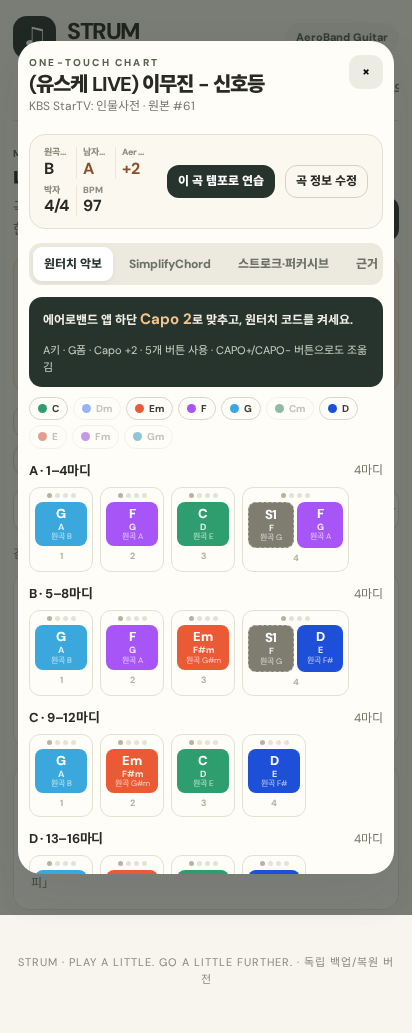 STRUM
AeroBand Guitar
ONE-TOUCH CHART
(유스케 LIVE) 이무진 - 신호등
KBS StarTV: 인물사전 · 원본 #61
×
원곡… 남자… Aer…
B A +2
박자 BPM
4/4 97
이 곡 템포로 연습
곡 정보 수정
원터치 악보 SimplifyChord 스트로크·퍼커시브 근거
에어로밴드 앱 하단 Capo 2로 맞추고, 원터치 코드를 켜세요.
A키 · G폼 · Capo +2 · 5개 버튼 사용 · CAPO+/CAPO− 버튼으로도 조옮
김
C Dm Em F G Cm D
E Fm Gm
A · 1–4마디 4마디
G F C S1 F
A G D F G
원곡 B 원곡 A 원곡 E 원곡 G 원곡 A
1 2 3 4
B · 5–8마디 4마디
G F Em S1 D
A G F#m F E
원곡 B 원곡 A 원곡 G#m 원곡 G 원곡 F#
1 2 3 4
C · 9–12마디 4마디
G Em C D
A F#m D E
원곡 B 원곡 G#m 원곡 E 원곡 F#
1 2 3 4
D · 13–16마디 4마디
피」
STRUM · PLAY A LITTLE. GO A LITTLE FURTHER. · 독립 백업/복원 버
전